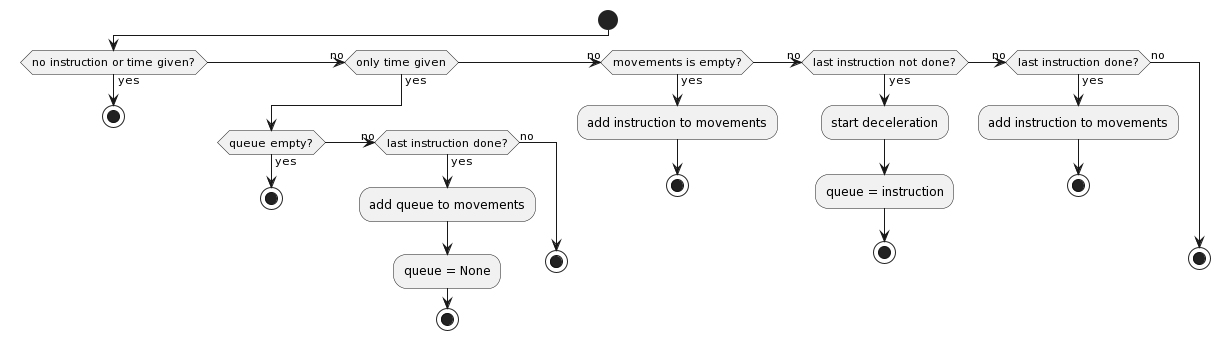 no instruction or time given?
no
only time given
no
movements is empty?
no
last instruction not done?
no
last instruction done?
no
yes
yes
yes
yes
yes
add instruction to movements
start deceleration
add instruction to movements
queue empty?
no
last instruction done?
no
yes
yes
queue = instruction
add queue to movements
queue = None